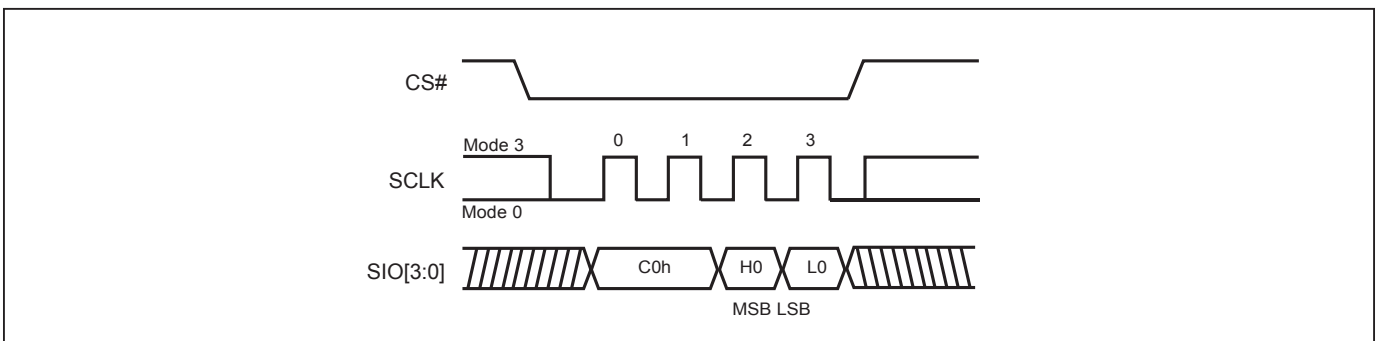 CS#
Mode 3
0 1 2 3
SCLK
Mode 0
SIO[3:0]
C0h H0 L0
MSB LSB